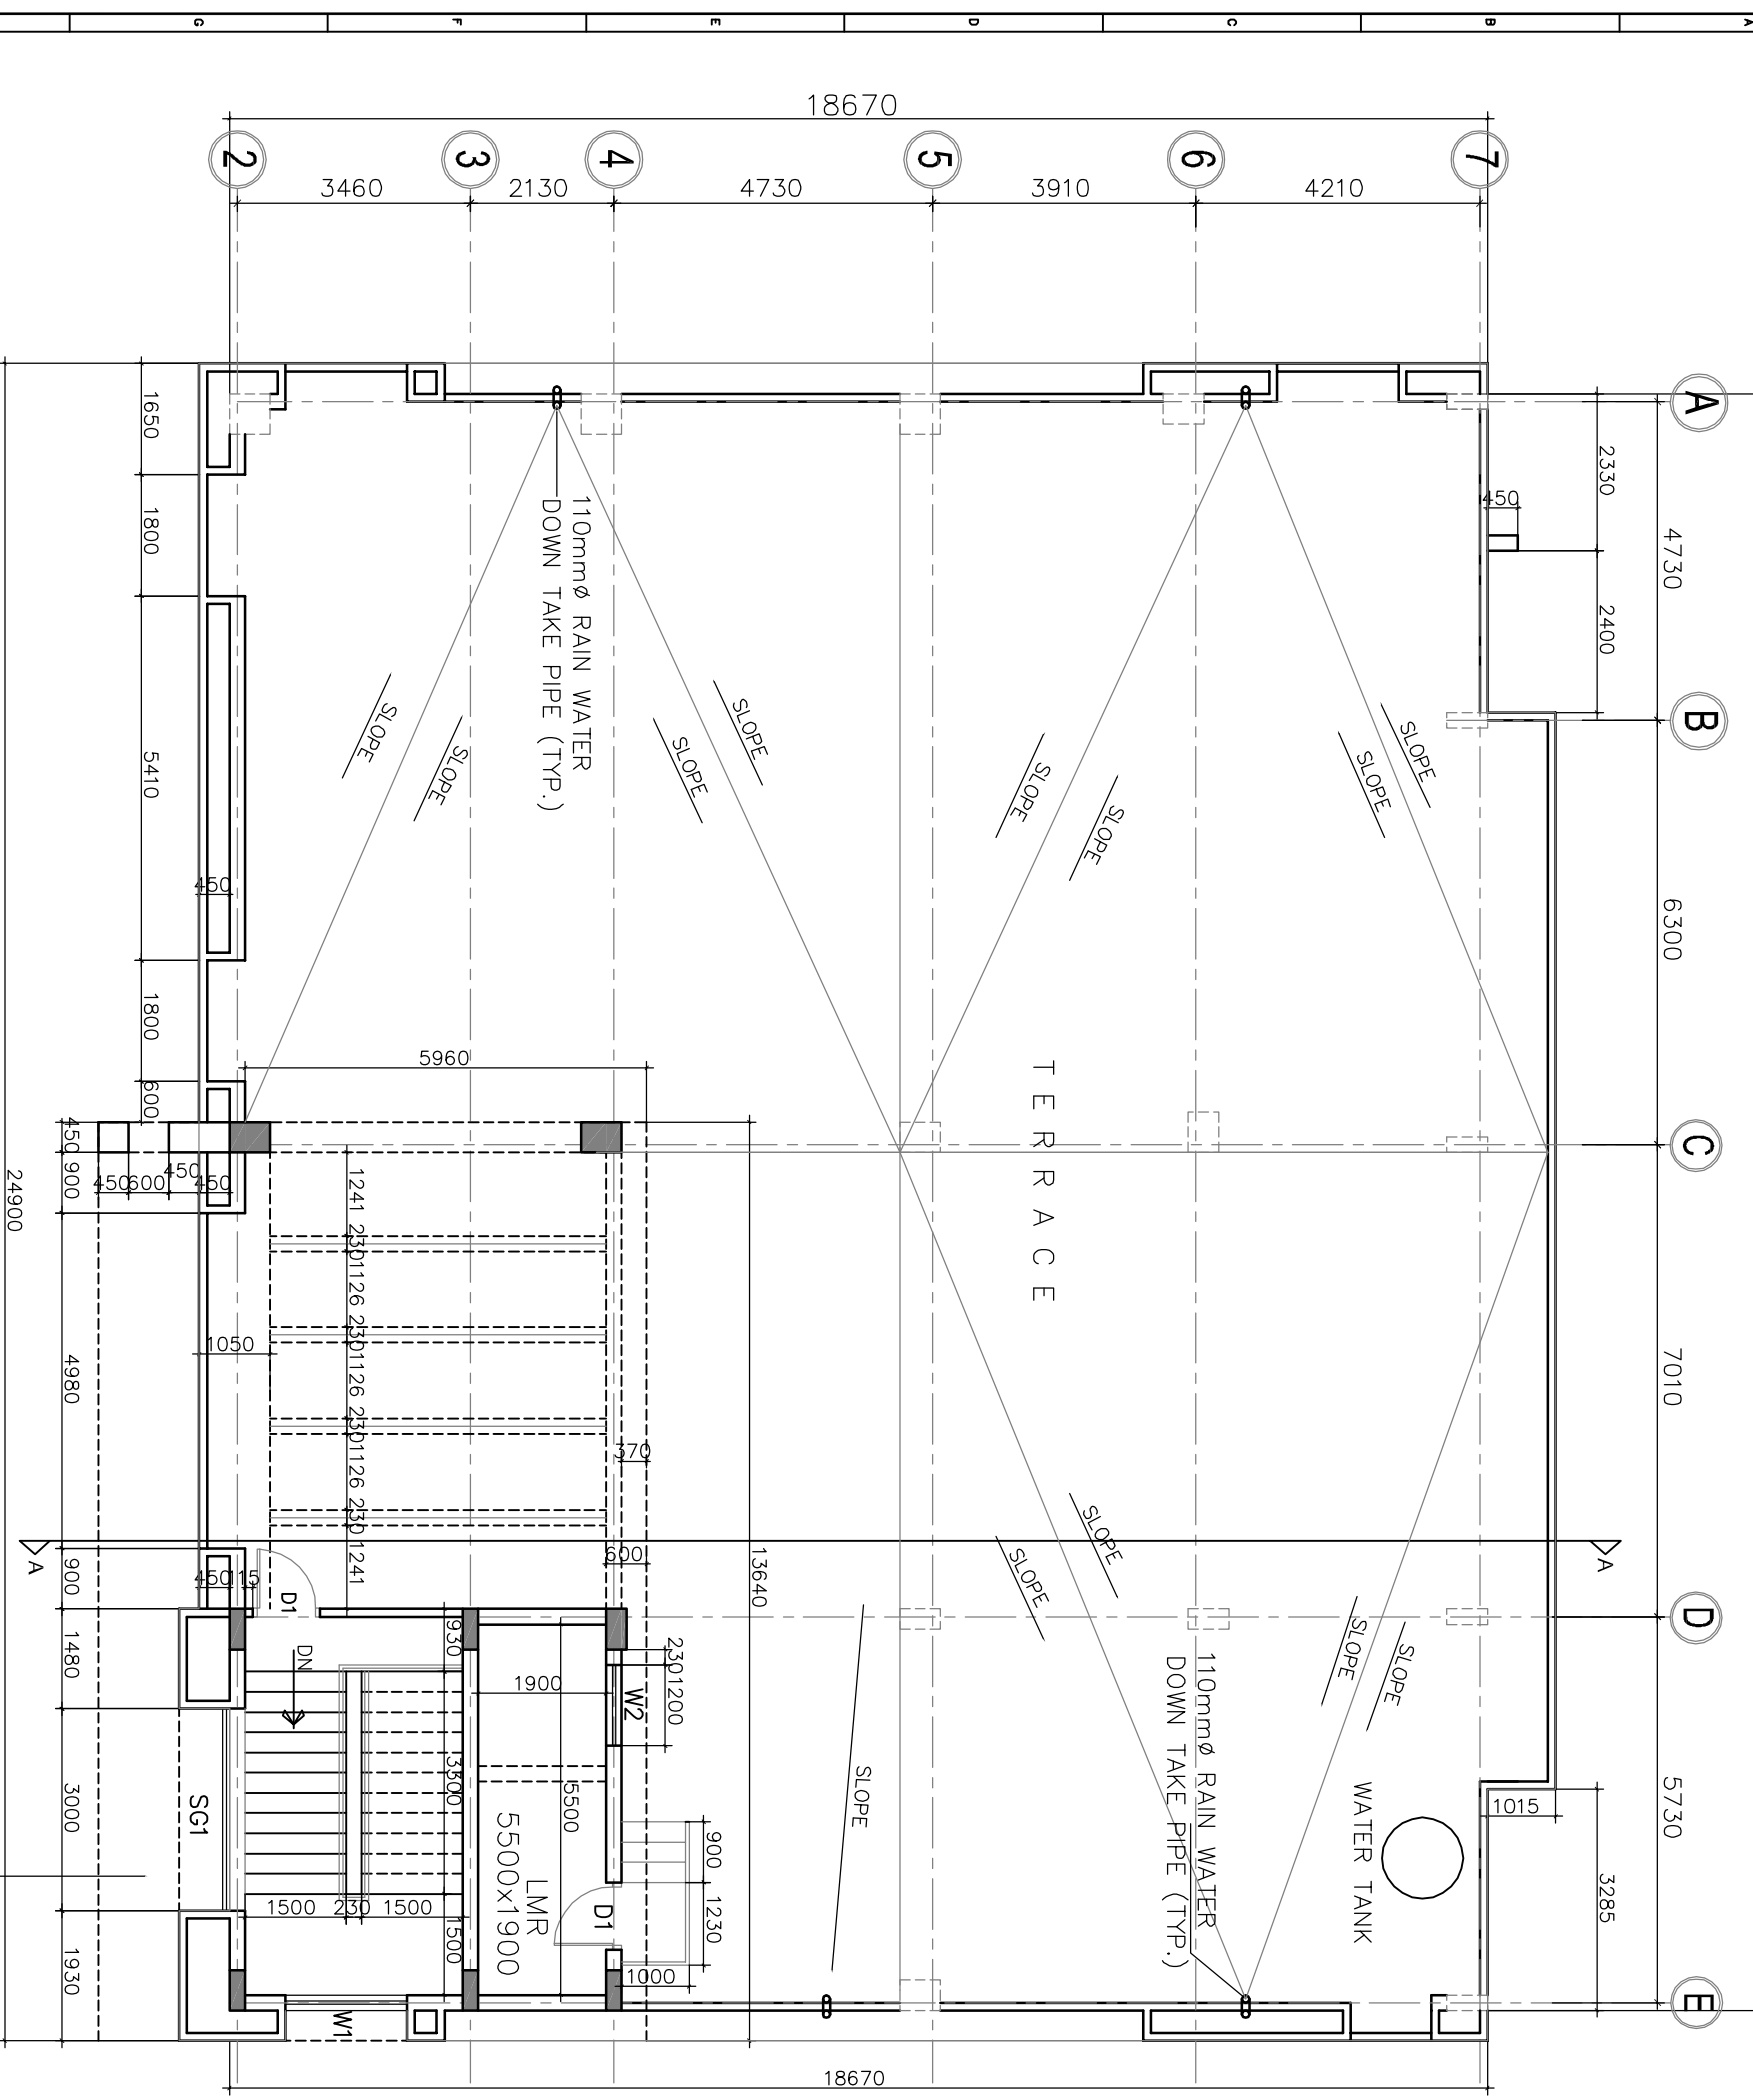 G
F
E
D
C
B
A
18670
2
3
4
5
6
7
3460
2130
4730
3910
4210
A
B
C
D
E
4730
6300
7010
5730
2330
2400
3285
1015
450
1650
1800
5410
1800
600
450
900
4980
900
1480
3000
1930
24900
450
450
600
450
450
1050
450
115
110mmø RAIN WATER
DOWN TAKE PIPE (TYP.)
SLOPE
SLOPE
SLOPE
SLOPE
SLOPE
SLOPE
SLOPE
SLOPE
TERRACE
5960
13640
1241
230
1126
230
1126
230
1126
230
1241
370
600
A
A
SLOPE
SLOPE
SLOPE
SLOPE
SLOPE
110mmø RAIN WATER
DOWN TAKE PIPE (TYP.)
WATER TANK
D1
DN
930
3300
1500
1900
5500
LMR
5500x1900
230
1200
W2
900
1230
D1
1000
1500
230
1500
SG1
W1
18670